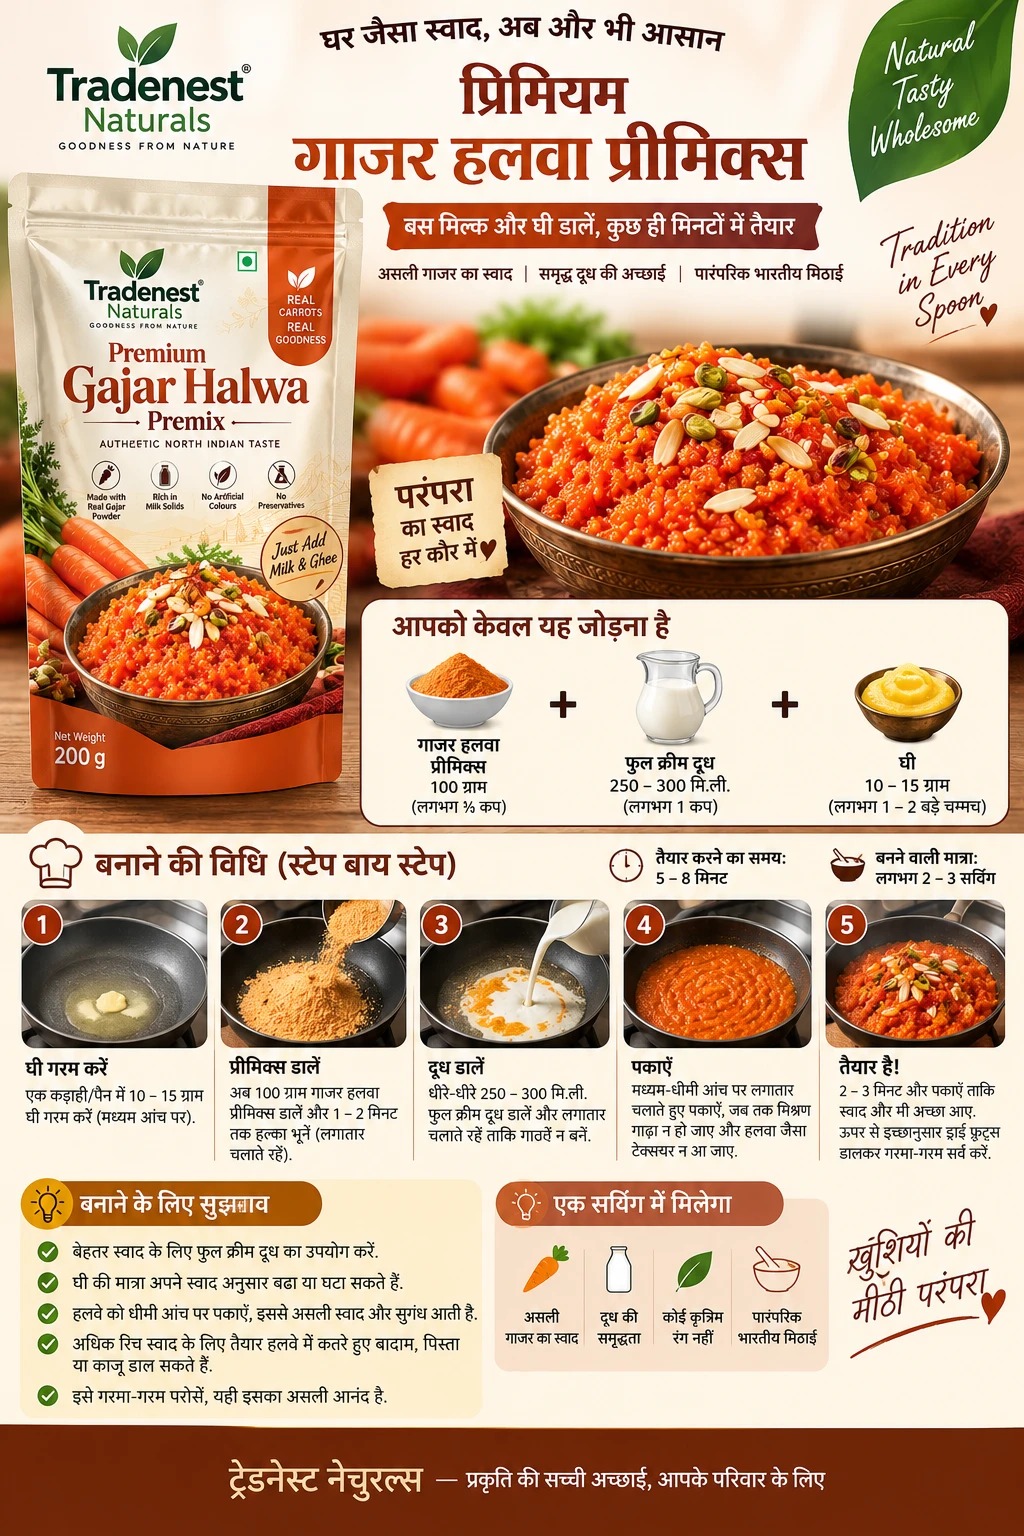 Tradenest®
Naturals
GOODNESS FROM NATURE
घर जैसा स्वाद, अब और भी आसान
प्रिमियम
गाजर हलवा प्रीमिक्स
बस मिल्क और घी डालें, कुछ ही मिनटों में तैयार
असली गाजर का स्वाद | समृद्ध दूध की अच्छाई | पारंपरिक भारतीय मिठाई
Natural
Tasty
Wholesome
Tradition
in Every
Spoon
Tradenest®
Naturals
GOODNESS FROM NATURE
REAL
CARROTS
REAL
GOODNESS
Premium
Gajar Halwa
Premix
AUTHEETIC NORTH INDIAN TASTE
Made with
Real Gajar
Powder
Rich in
Milk Solids
No Artificial
Colours
No
Preservatives
Just Add
Milk & Ghee
Net Weight
200 g
परंपरा
का स्वाद
हर कौर में
आपको केवल यह जोड़ना है
गाजर हलवा
प्रीमिक्स
100 ग्राम
+
फुल क्रीम दूध
250 – 300 मि.ली.
(लगभग 1 कप)
+
घी
10 – 15 ग्राम
(लगभग 1 – 2 बड़े चम्मच)
बनाने की विधि (स्टेप बाय स्टेप)
तैयार करने का समय:
5 – 8 मिनट
बनने वाली मात्रा:
लगभग 2 – 3 सर्विंग
1
घी गरम करें
एक कड़ाही/पैन में 10 – 15 ग्राम
घी गरम करें (मध्यम आंच पर).
2
प्रीमिक्स डालें
अब 100 ग्राम गाजर हलवा
प्रीमिक्स डालें और 1 – 2 मिनट
तक हल्का भूनें (लगातार
चलाते रहें).
3
दूध डालें
धीरे-धीरे 250 – 300 मि.ली.
फुल क्रीम दूध डालें और लगातार
चलाते रहें ताकि न बनें.
4
पकाएँ
मध्यम-धीमी आंच पर लगातार
चलाते हुए पकाएँ, जब तक मिश्रण
गाढ़ा न हो जाए और हलवा जैसा
टेक्सयर न आ जाए.
5
तैयार है!
2 – 3 मिनट और पकाएँ ताकि
स्वाद और मी अच्छा आए.
ऊपर से इच्छानुसार ड्राई फ्रूट्स
डालकर गरमा-गरम सर्व करें.
बनाने के लिए
बेहतर स्वाद के लिए फुल क्रीम दूध का उपयोग करें.
घी की मात्रा अपने स्वाद अनुसार बढा या घटा सकते हैं.
हलवे को धीमी आंच पर पकाएँ, इससे असली स्वाद और सुगंध आती है.
अधिक रिच स्वाद के लिए तैयार हलवे में कतरे हुए बादाम, पिस्ता
या काजू डाल सकते हैं.
इसे गरमा-गरम परोसें, यही इसका असली आनंद है.
एक सर्यिंग में मिलेगा
असली
गाजर का स्वाद
दूध की
समृद्धता
कोई कृत्रिम
रंग नहीं
पारंपरिक
भारतीय मिठाई
ख़ुशियों की
मीठी परंपरा
ट्रेडनेस्ट नेचुरल्स — प्रकृति की सच्ची अच्छाई, आपके परिवार के लिए